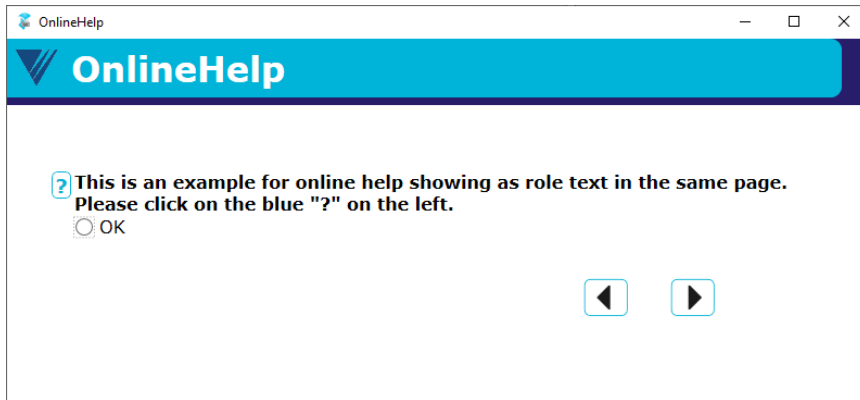 OnlineHelp
OnlineHelp
? This is an example for online help showing as role text in the same page.
Please click on the blue "?" on the left.
OK